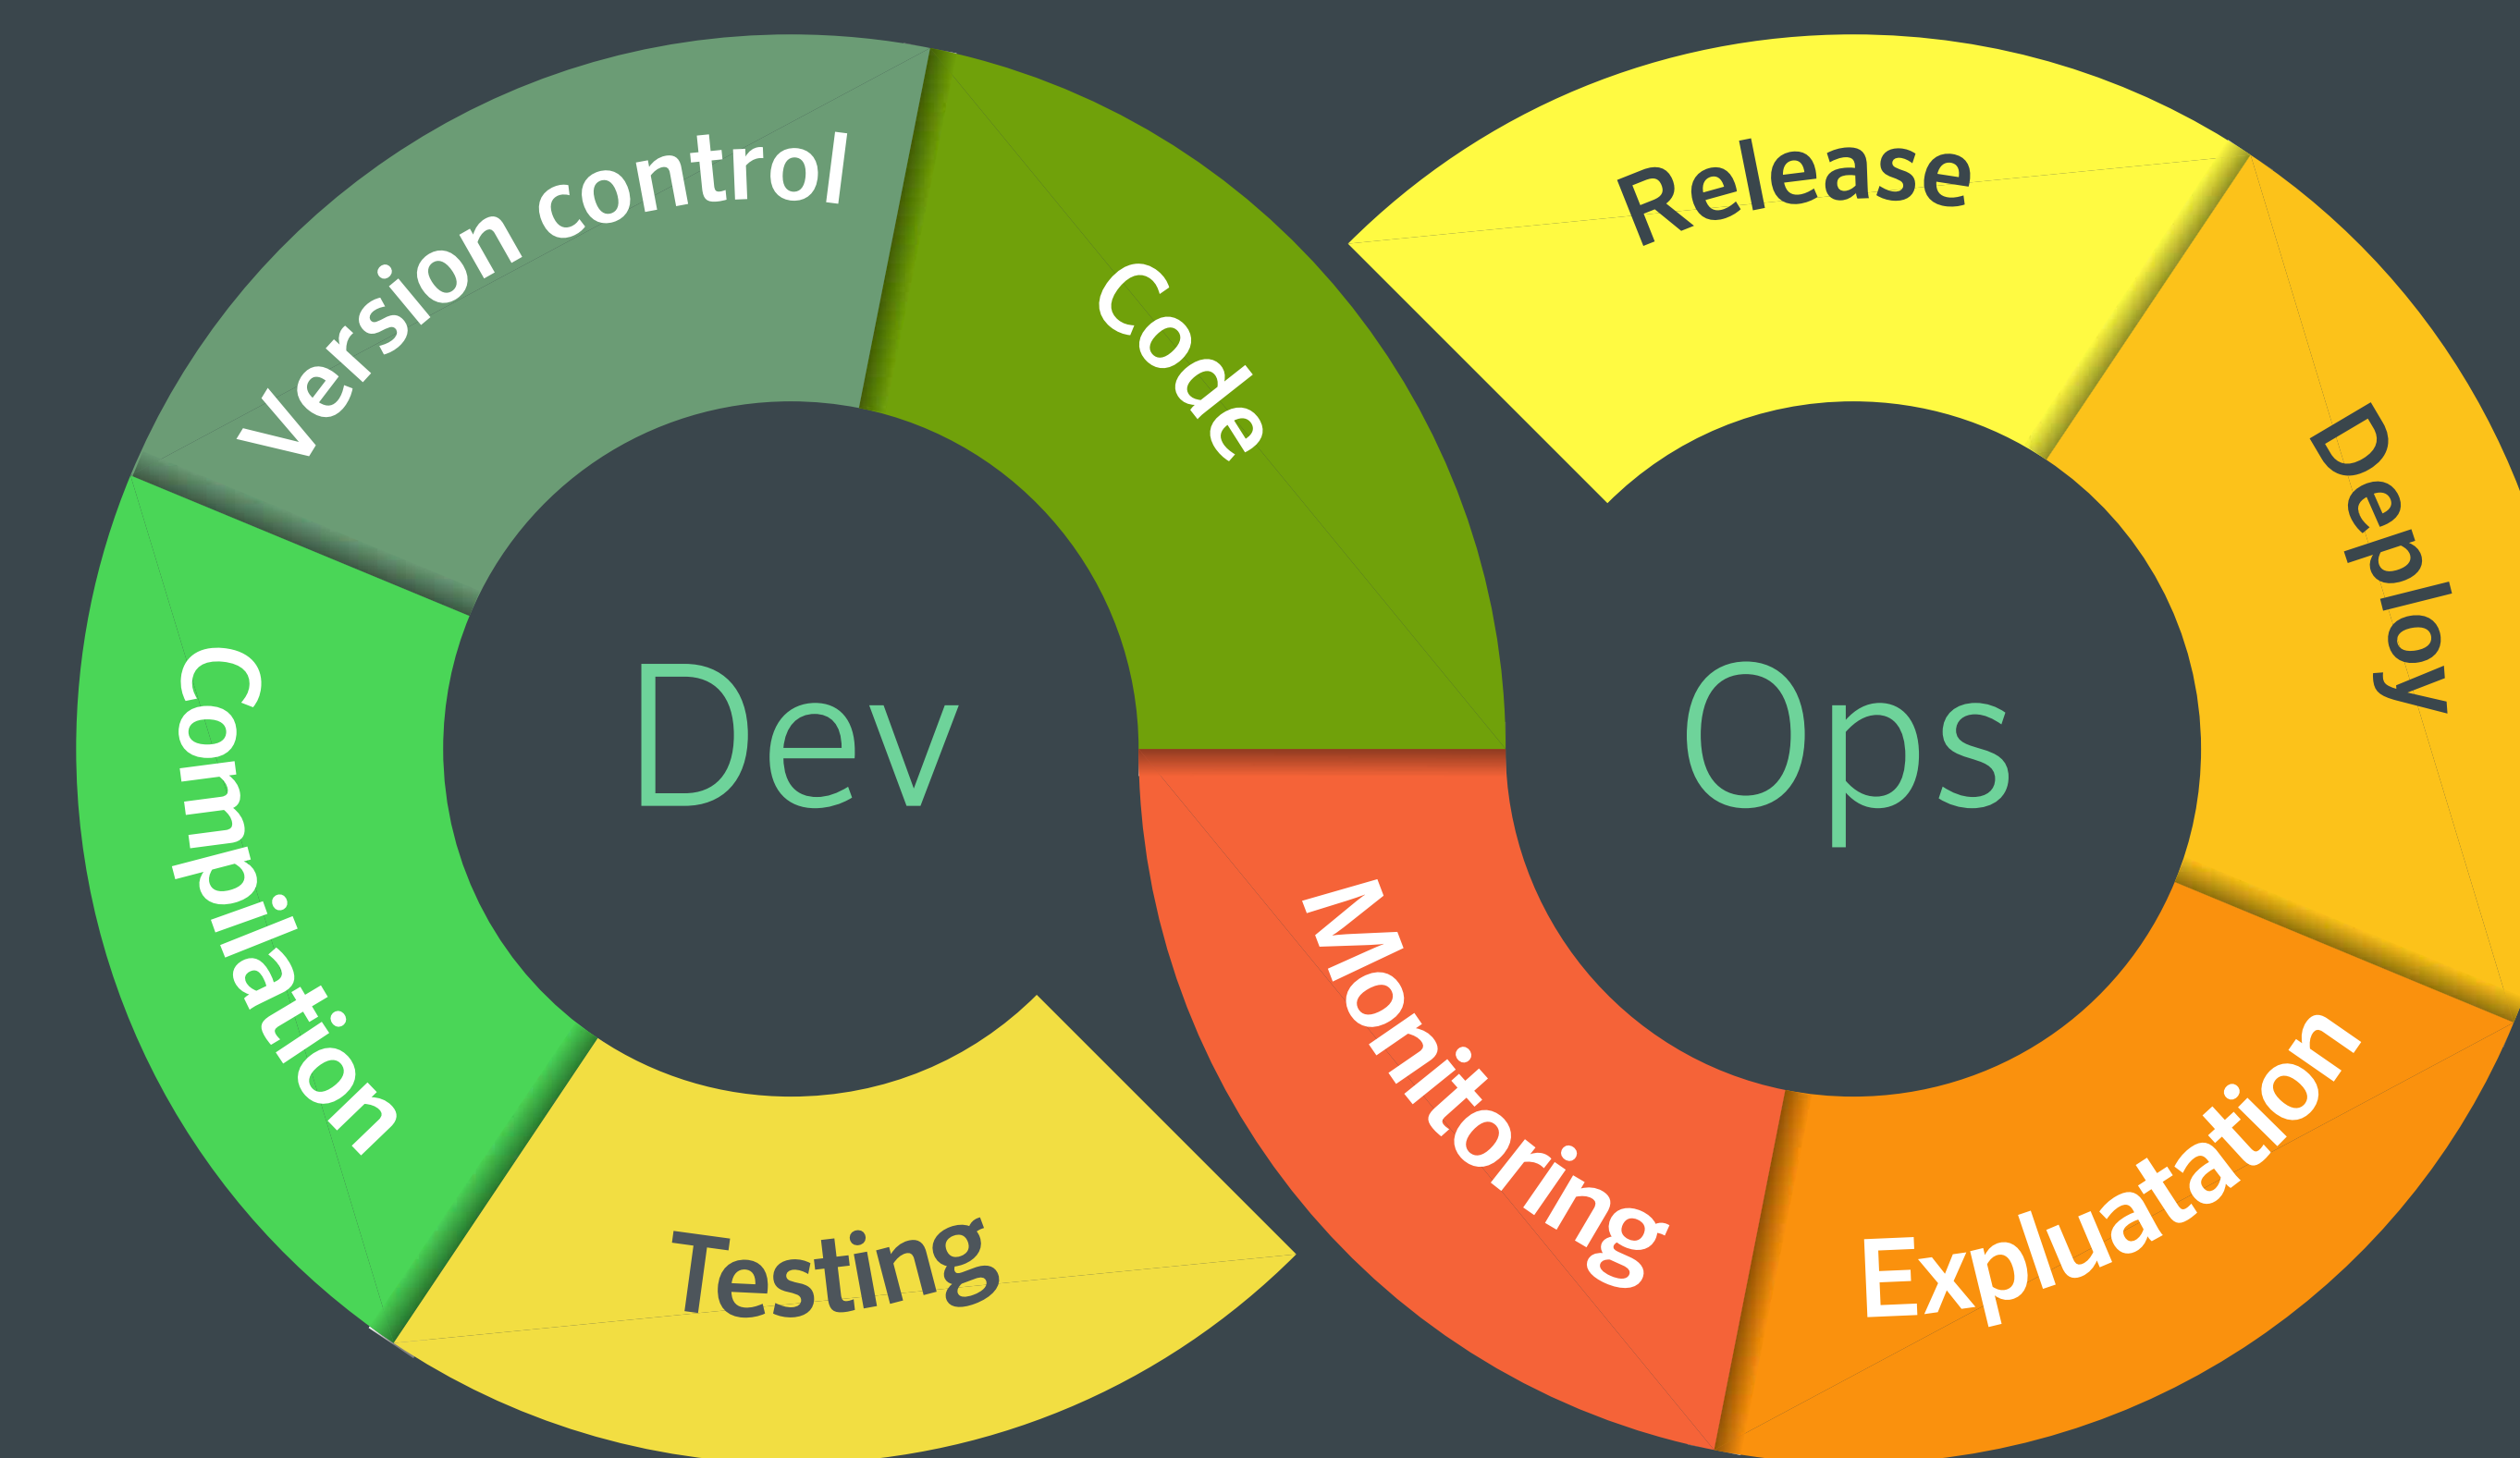 Version control
Code
Release
Deploy
Dev
Ops
Compilation
Testing
Monitoring
Expluatation